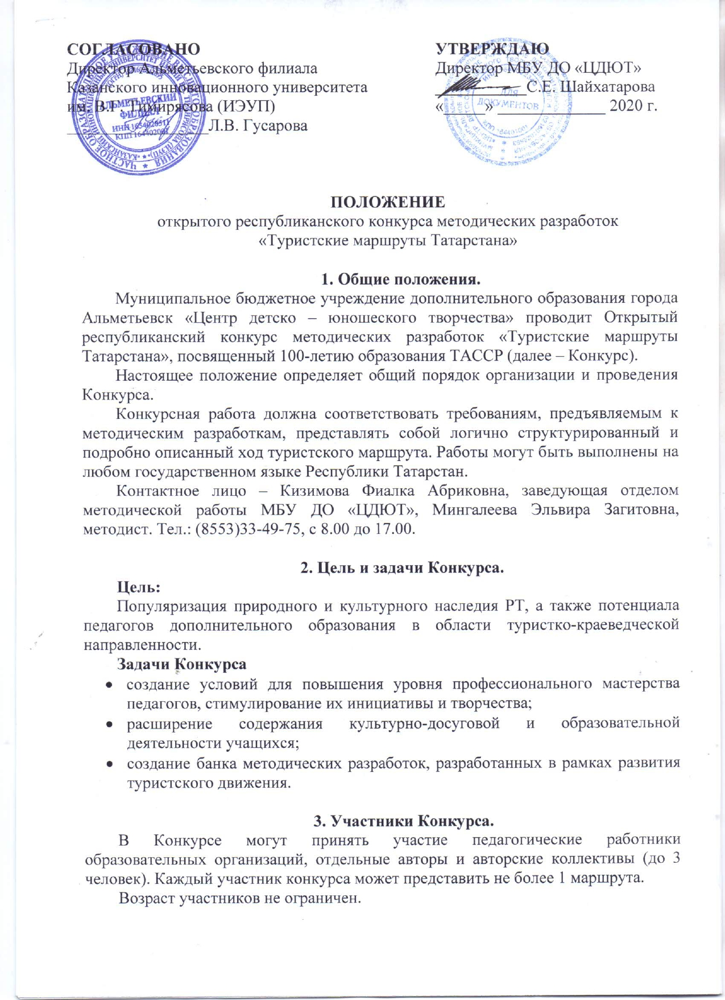 СОГЛАСОВАНО
Директор Альметьевского филиала
Казанского инновационного университета
им. В.Г. Тимирясова (ИЭУП)
Л.В. Гусарова
УТВЕРЖДАЮ
Директор МБУ ДО «ЦДЮТ»
С.Е. Шайхатарова
«_____» _____________ 2020 г.
АЛЬМЕТЬЕВСКИЙ
ФИЛИАЛ
ИНН 1654020511
КПП 164402001
ДЛЯ
ДОКУМЕНТОВ
ПОЛОЖЕНИЕ
открытого республиканского конкурса методических разработок
«Туристские маршруты Татарстана»
1. Общие положения.
Муниципальное бюджетное учреждение дополнительного образования города
Альметьевск «Центр детско – юношеского творчества» проводит Открытый
республиканский конкурс методических разработок «Туристские маршруты
Татарстана», посвященный 100-летию образования ТАССР (далее – Конкурс).
Настоящее положение определяет общий порядок организации и проведения
Конкурса.
Конкурсная работа должна соответствовать требованиям, предъявляемым к
методическим разработкам, представлять собой логично структурированный и
подробно описанный ход туристского маршрута. Работы могут быть выполнены на
любом государственном языке Республики Татарстан.
Контактное лицо – Кизимова Фиалка Абриковна, заведующая отделом
методической работы МБУ ДО «ЦДЮТ», Мингалеева Эльвира Загитовна,
методист. Тел.: (8553)33-49-75, с 8.00 до 17.00.
2. Цель и задачи Конкурса.
Цель:
Популяризация природного и культурного наследия РТ, а также потенциала
педагогов дополнительного образования в области туристко-краеведческой
направленности.
Задачи Конкурса
• создание условий для повышения уровня профессионального мастерства
педагогов, стимулирование их инициативы и творчества;
• расширение содержания культурно-досуговой и образовательной
деятельности учащихся;
• создание банка методических разработок, разработанных в рамках развития
туристского движения.
3. Участники Конкурса.
В Конкурсе могут принять участие педагогические работники
образовательных организаций, отдельные авторы и авторские коллективы (до 3
человек). Каждый участник конкурса может представить не более 1 маршрута.
Возраст участников не ограничен.